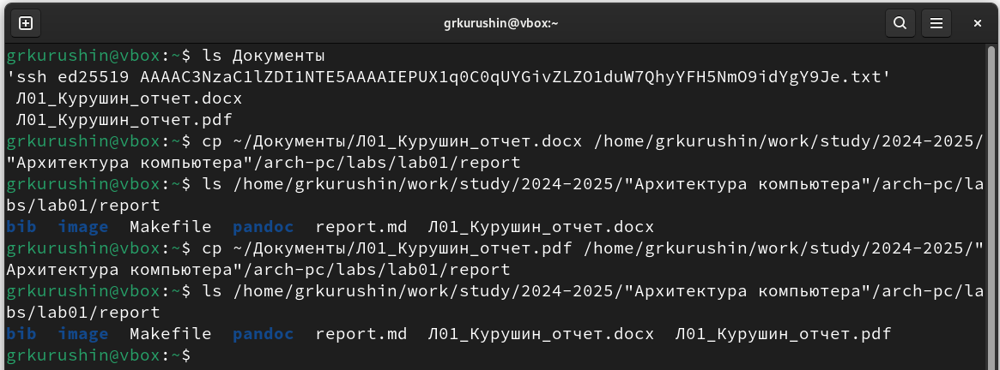 grkurushin@vbox:~
grkurushin@vbox:~$ ls Документы
'ssh ed25519 AAAAC3NzaC1lZDI1NTE5AAAAIEPUX1q0C0qUYGivZLZO1duW7QhyYFH5NmO9idYgY9Je.txt'
Л01_Курушин_отчет.docx
Л01_Курушин_отчет.pdf
grkurushin@vbox:~$ cp ~/Документы/Л01_Курушин_отчет.docx /home/grkurushin/work/study/2024-2025/
"Архитектура компьютера"/arch-pc/labs/lab01/report
grkurushin@vbox:~$ ls /home/grkurushin/work/study/2024-2025/"Архитектура компьютера"/arch-pc/la
bs/lab01/report
bib image Makefile pandoc report.md Л01_Курушин_отчет.docx
grkurushin@vbox:~$ cp ~/Документы/Л01_Курушин_отчет.pdf /home/grkurushin/work/study/2024-2025/"
Архитектура компьютера"/arch-pc/labs/lab01/report
grkurushin@vbox:~$ ls /home/grkurushin/work/study/2024-2025/"Архитектура компьютера"/arch-pc/la
bs/lab01/report
bib image Makefile pandoc report.md Л01_Курушин_отчет.docx Л01_Курушин_отчет.pdf
grkurushin@vbox:~$